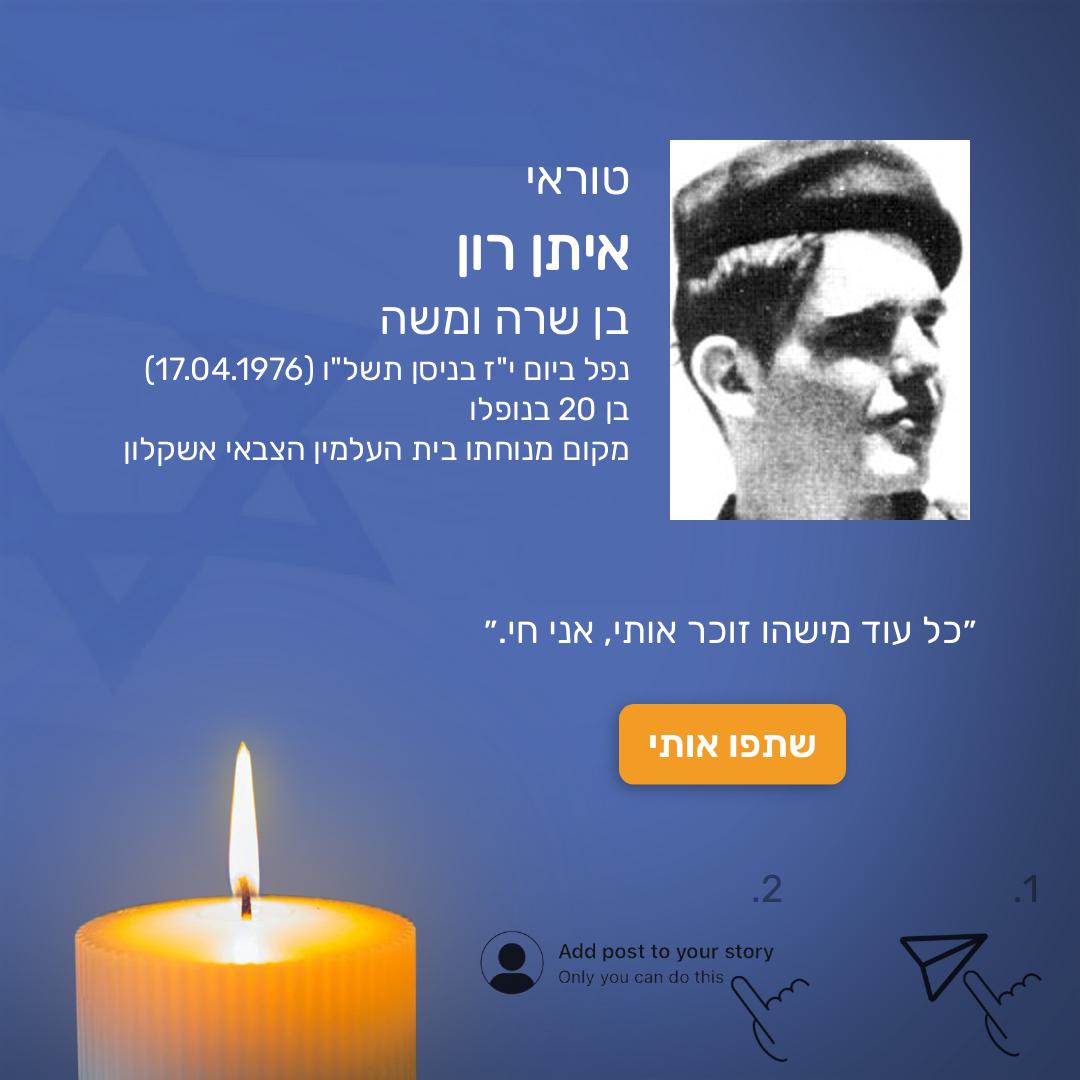 טוראי
איתן רון
בן שרה ומשה
נפל ביום י"ז בניסן תשל"ו (17.04.1976)
בן 20 בנופלו
מקום מנוחתו בית העלמין הצבאי אשקלון
״כל עוד מישהו זוכר אותי, אני חי.״
שתפו אותי
.1
.2
Add post to your story
Only you can do this